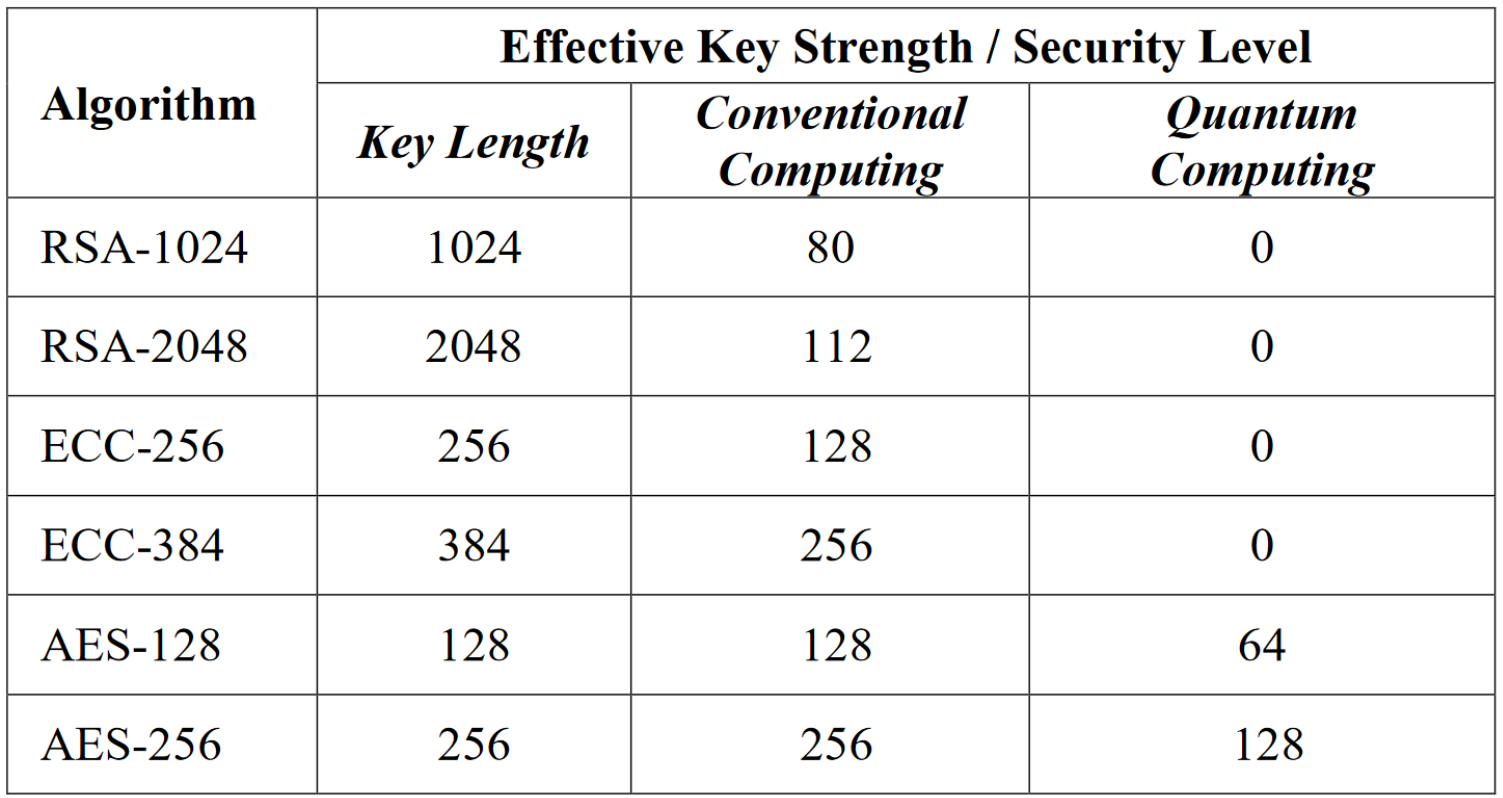 Algorithm
Effective Key Strength / Security Level
Key Length
Conventional
Computing
Quantum
Computing
RSA-1024 1024 80 0
RSA-2048 2048 112 0
ECC-256 256 128 0
ECC-384 384 256 0
AES-128 128 128 64
AES-256 256 256 128